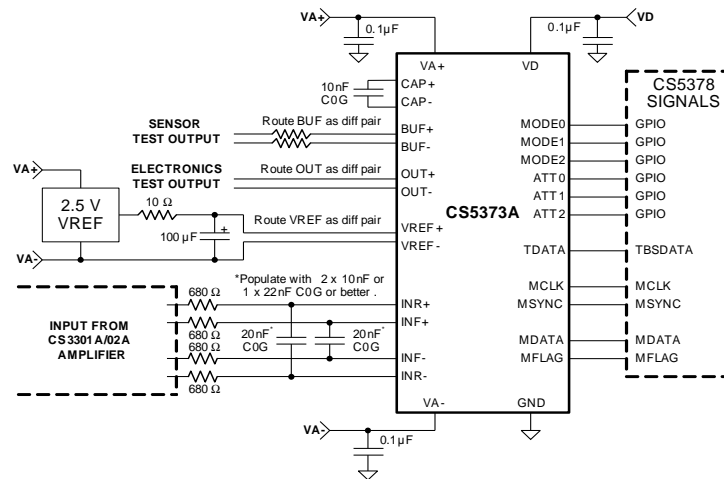 VA+
0.1µF
0.1µF
VD
VA+
VD
CS5378
SIGNALS
10nF
C0G
CAP+
CAP-
SENSOR
TEST OUTPUT
Route BUF as diff pair
BUF+
BUF-
ELECTRONICS
TEST OUTPUT
Route OUT as diff pair
OUT+
OUT-
VA+
2.5 V
VREF
10 Ω
100 µF
+
Route VREF as diff pair
VREF+
VREF-
VA-
CS5373A
MODE0
MODE1
MODE2
ATT0
ATT1
ATT2
TDATA
MCLK
MSYNC
MDATA
MFLAG
GPIO
GPIO
GPIO
GPIO
GPIO
GPIO
TBSDATA
MCLK
MSYNC
MDATA
MFLAG
*Populate with 2 x 10nF or
1 x 22nF C0G or better .
INPUT FROM
CS3301A/02A
AMPLIFIER
680 Ω
680 Ω
680 Ω
680 Ω
20nF*
C0G
20nF*
C0G
INR+
INF+
INF-
INR-
VA-
GND
VA-
0.1µF